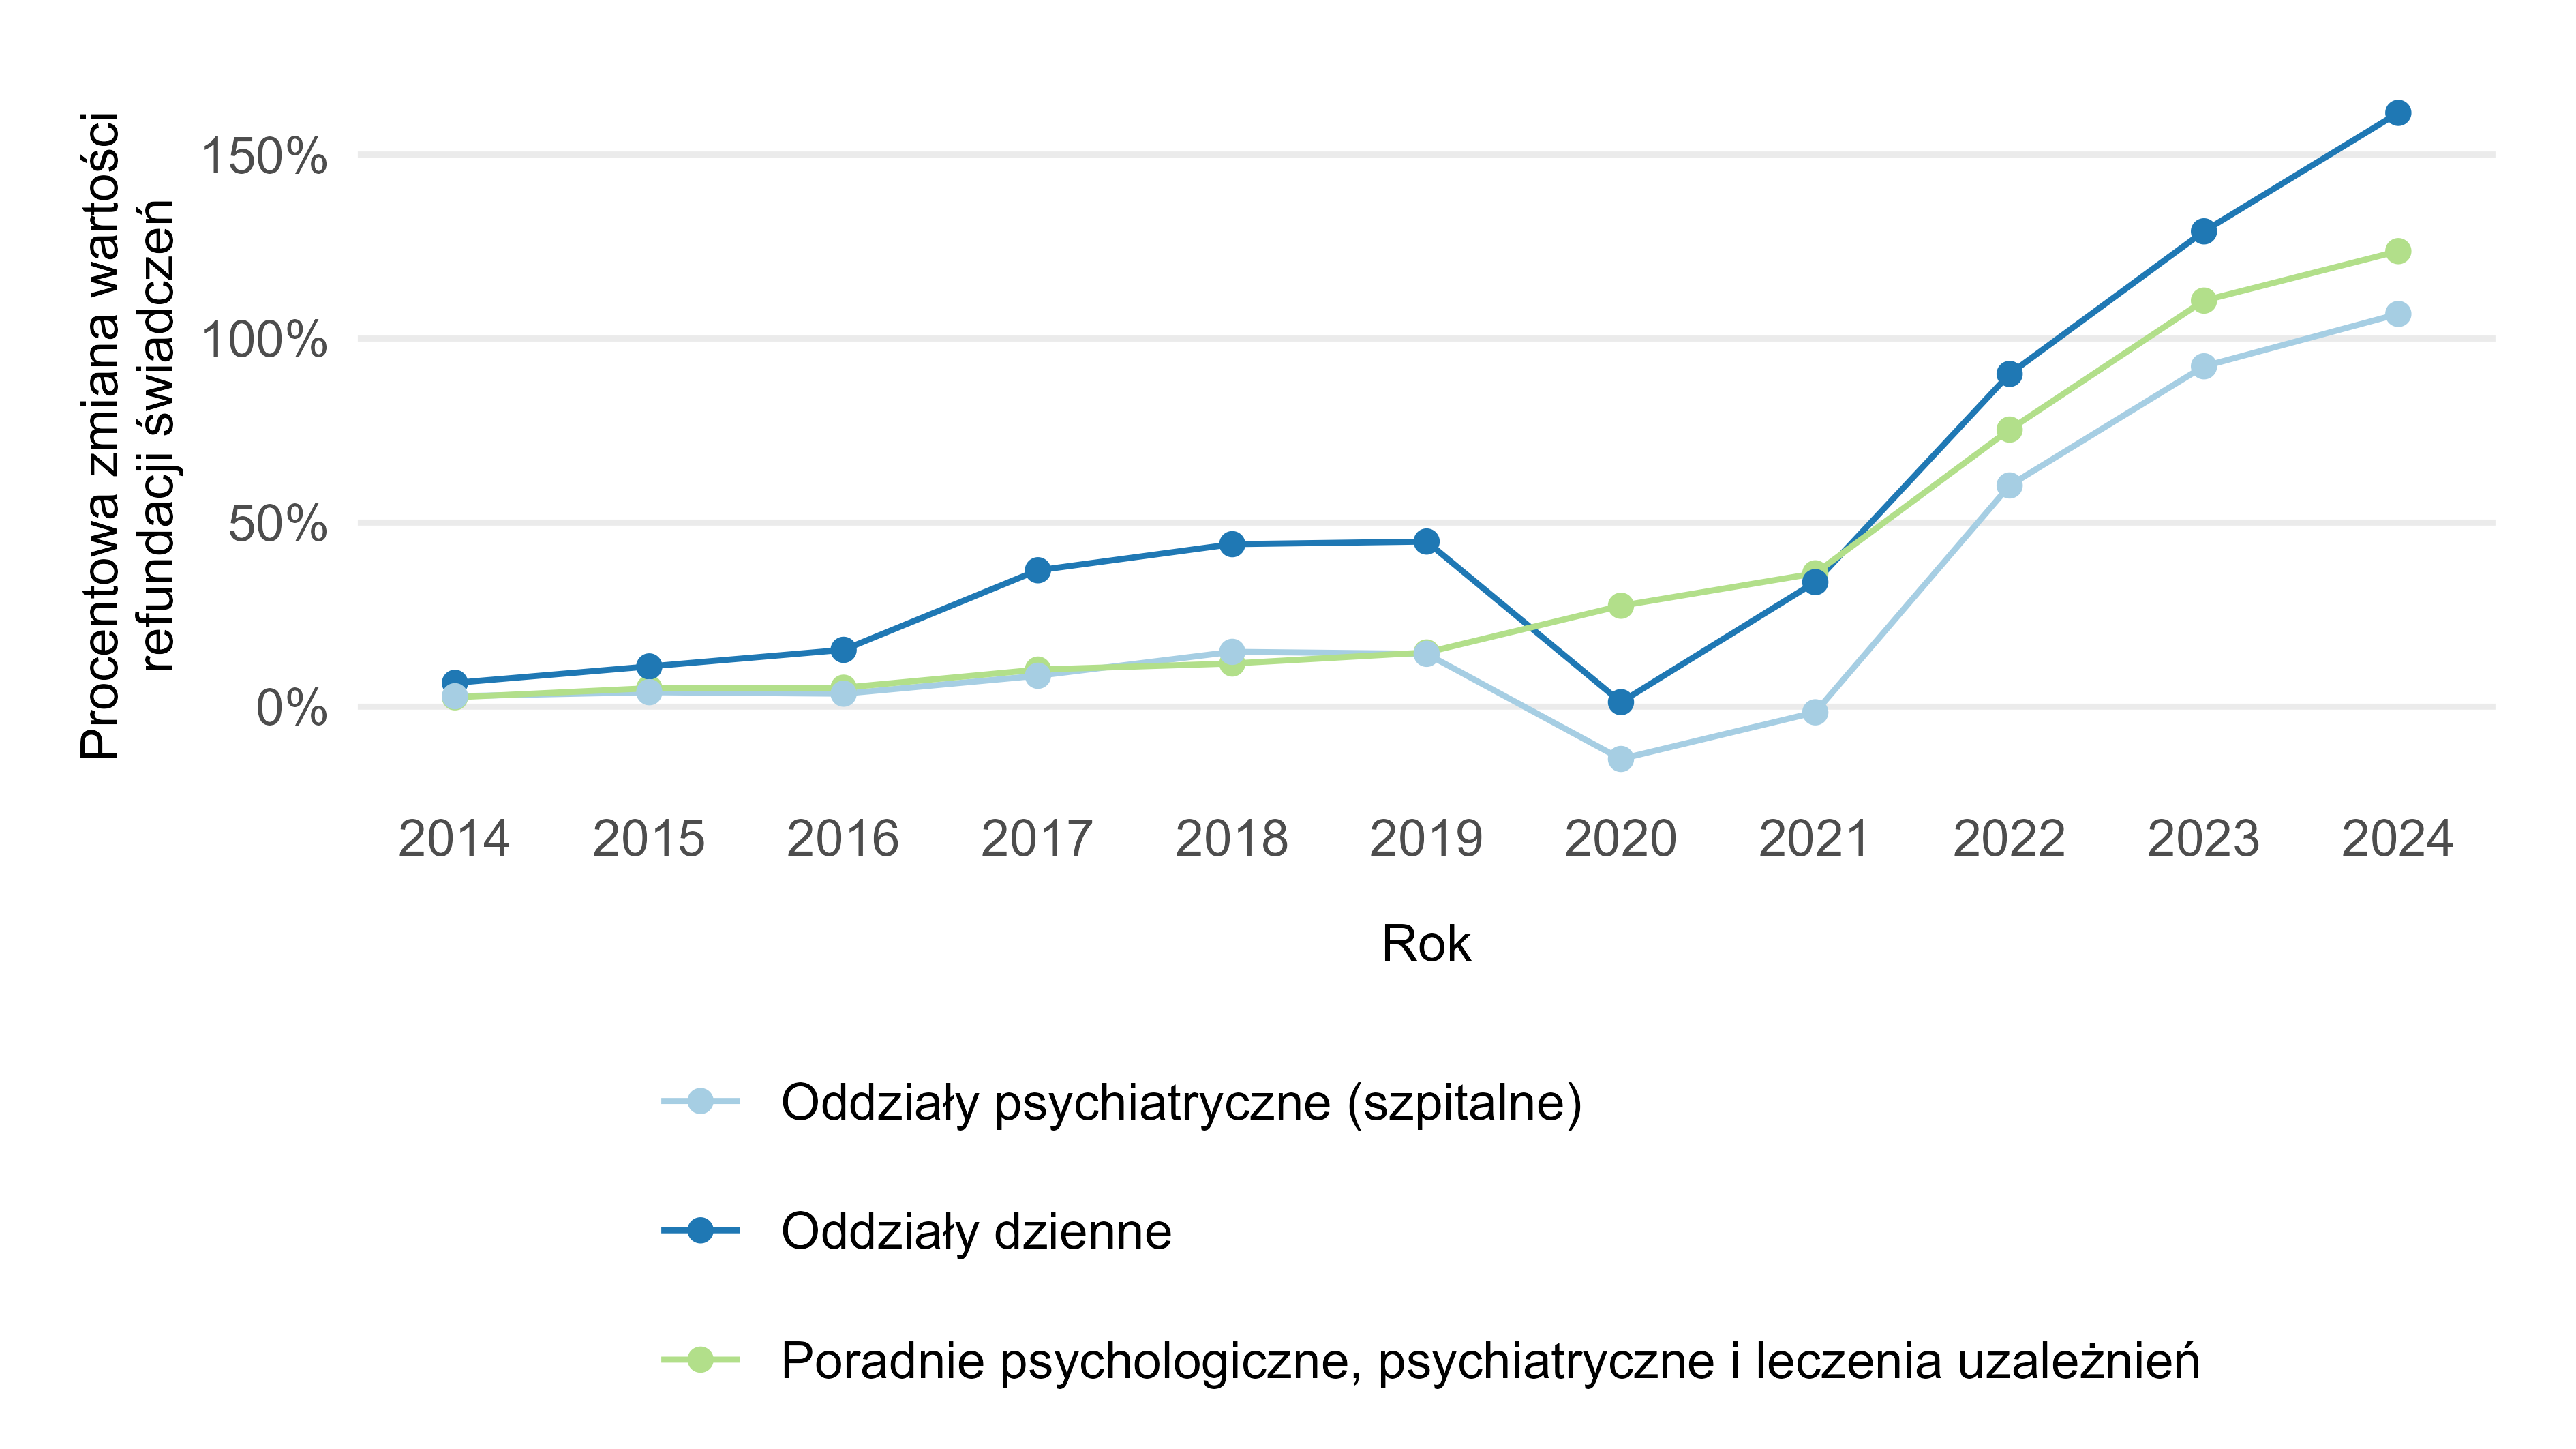 Procentowa zmiana wartości
refundacji świadczeń
150%
100%
50%
0%
2014 2015 2016 2017 2018 2019 2020 2021 2022 2023 2024
Rok
Oddziały psychiatryczne (szpitalne)
Oddziały dzienne
Poradnie psychologiczne, psychiatryczne i leczenia uzależnień